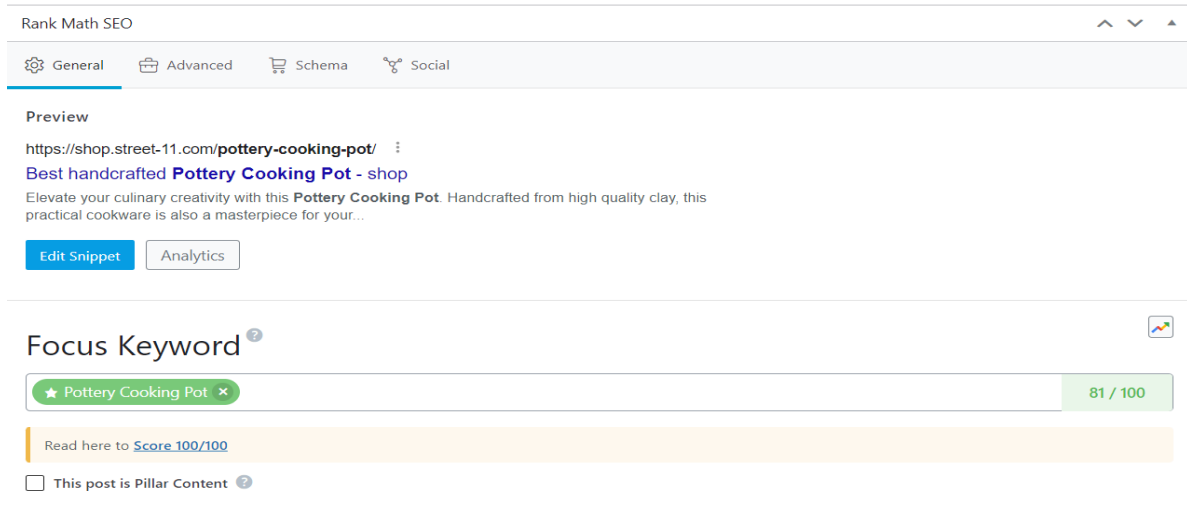 Rank Math SEO
General Advanced Schema Social
Preview
https://shop.street-11.com/pottery-cooking-pot/
Best handcrafted Pottery Cooking Pot - shop
Elevate your culinary creativity with this Pottery Cooking Pot. Handcrafted from high quality clay, this
practical cookware is also a masterpiece for your...
Edit Snippet Analytics
Focus Keyword ?
Pottery Cooking Pot × 81 / 100
Read here to Score 100/100
This post is Pillar Content ?